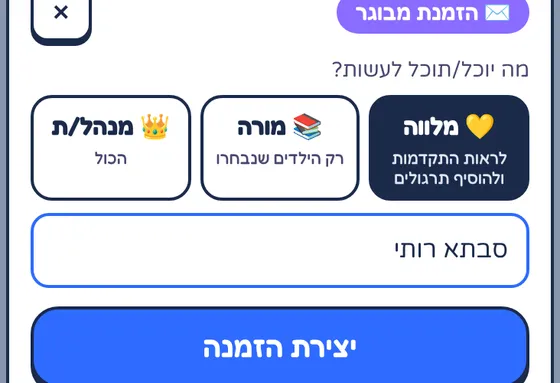 ✉️ הזמנת מבוגר
×
מה יוכל/תוכל לעשות?
💛 מלווה
לראות התקדמות
ולהוסיף תרגולים
📚 מורה
רק הילדים שנבחרו
👑 מנהל/ת
הכול
סבתא רותי
יצירת הזמנה